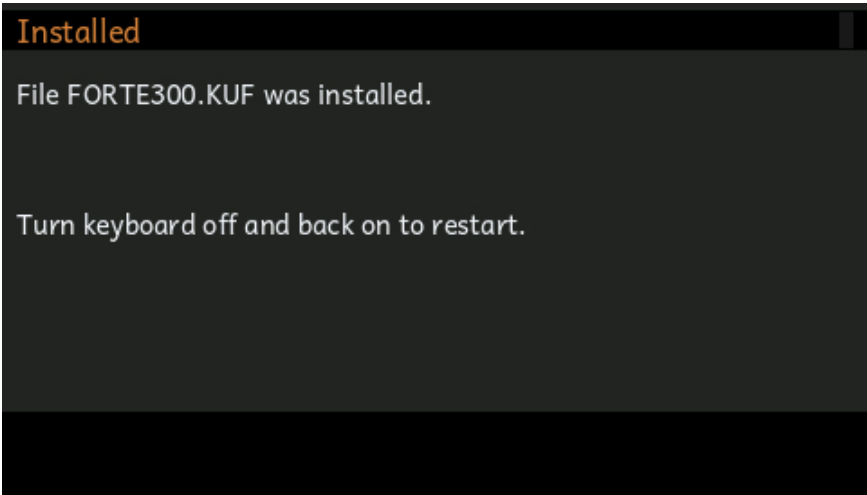 Installed
File FORTE300.KUF was installed.
Turn keyboard off and back on to restart.